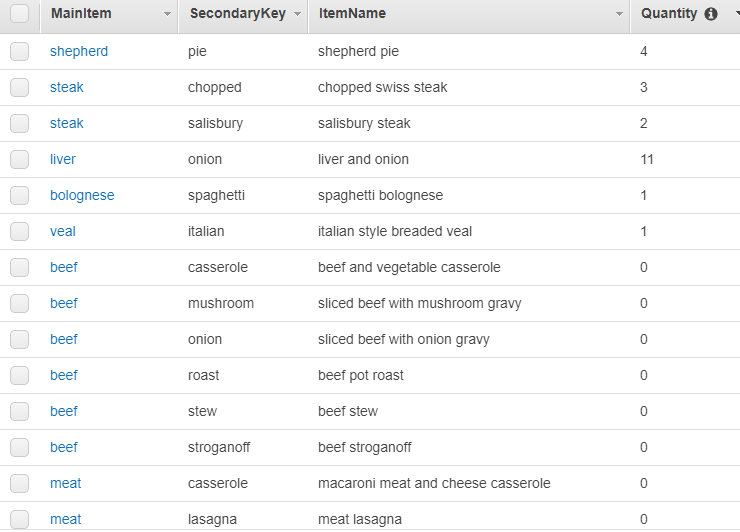 MainItem SecondaryKey ItemName Quantity
shepherd pie shepherd pie 4
steak chopped chopped swiss steak 3
steak salisbury salisbury steak 2
liver onion liver and onion 11
bolognese spaghetti spaghetti bolognese 1
veal italian italian style breaded veal 1
beef casserole beef and vegetable casserole 0
beef mushroom sliced beef with mushroom gravy 0
beef onion sliced beef with onion gravy 0
beef roast beef pot roast 0
beef stew beef stew 0
beef stroganoff beef stroganoff 0
meat casserole macaroni meat and cheese casserole 0
meat lasagna meat lasagna 0